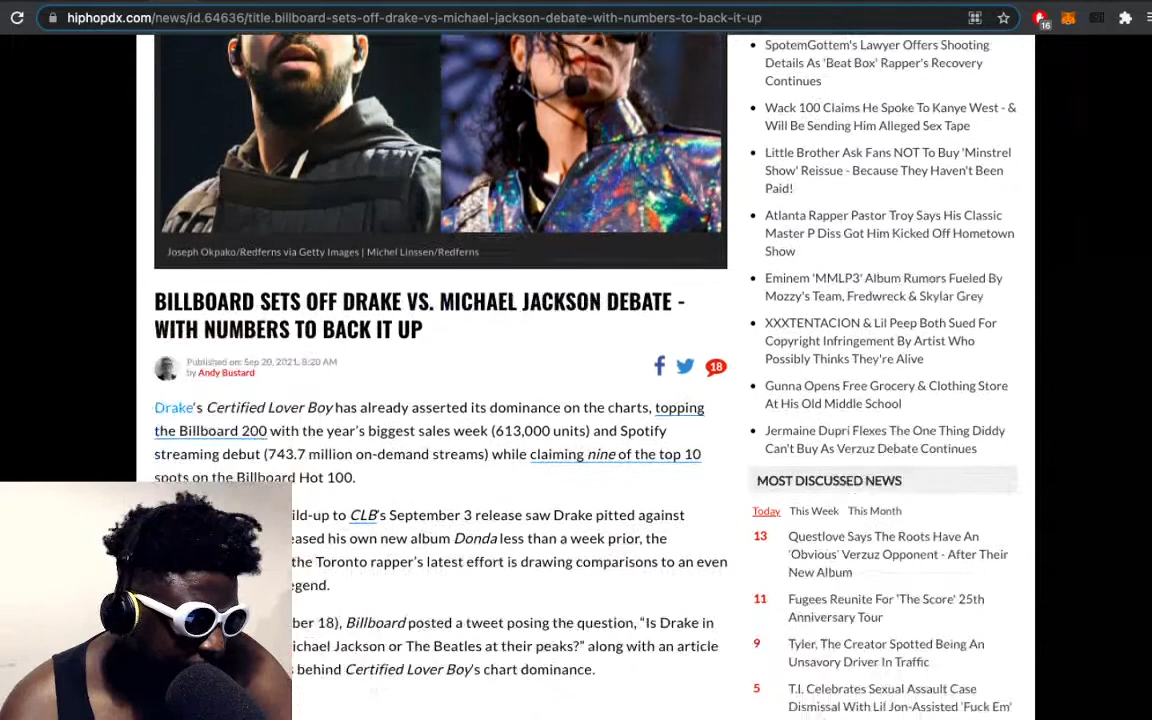 hiphopdx.com/news/id.64636/title.billboard-sets-off-drake-vs-michael-jackson-debate-with-numbers-to-back-it-up
16
Joseph Okpako/Redferns via Getty Images | Michel Linssen/Redferns
BILLBOARD SETS OFF DRAKE VS. MICHAEL JACKSON DEBATE -
WITH NUMBERS TO BACK IT UP
Published on: Sep 20, 2021, 8:20 AM
by Andy Bustard
18
Drake's Certified Lover Boy has already asserted its dominance on the charts, topping
the Billboard 200 with the year's biggest sales week (613,000 units) and Spotify
streaming debut (743.7 million on-demand streams) while claiming nine of the top 10
spots on the Billboard Hot 100.
ild-up to CLB's September 3 release saw Drake pitted against
eased his own new album Donda less than a week prior, the
the Toronto rapper's latest effort is drawing comparisons to an even
egend.
ber 18), Billboard posted a tweet posing the question, “Is Drake in
ichael Jackson or The Beatles at their peaks?” along with an article
behind Certified Lover Boy's chart dominance.
SpotemGottem's Lawyer Offers Shooting
Details As 'Beat Box' Rapper's Recovery
Continues
Wack 100 Claims He Spoke To Kanye West - &
Will Be Sending Him Alleged Sex Tape
Little Brother Ask Fans NOT To Buy 'Minstrel
Show' Reissue - Because They Haven't Been
Paid!
Atlanta Rapper Pastor Troy Says His Classic
Master P Diss Got Him Kicked Off Hometown
Show
Eminem 'MMLP3' Album Rumors Fueled By
Mozzy's Team, Fredwreck & Skylar Grey
XXXTENTACION & Lil Peep Both Sued For
Copyright Infringement By Artist Who
Possibly Thinks They're Alive
Gunna Opens Free Grocery & Clothing Store
At His Old Middle School
Jermaine Dupri Flexes The One Thing Diddy
Can't Buy As Verzuz Debate Continues
MOST DISCUSSED NEWS
Today This Week This Month
13 Questlove Says The Roots Have An
'Obvious' Verzuz Opponent - After Their
New Album
11 Fugees Reunite For 'The Score' 25th
Anniversary Tour
9 Tyler, The Creator Spotted Being An
Unsavory Driver In Traffic
5 T.I. Celebrates Sexual Assault Case
Dismissal With Lil Jon-Assisted 'Fuck Em'